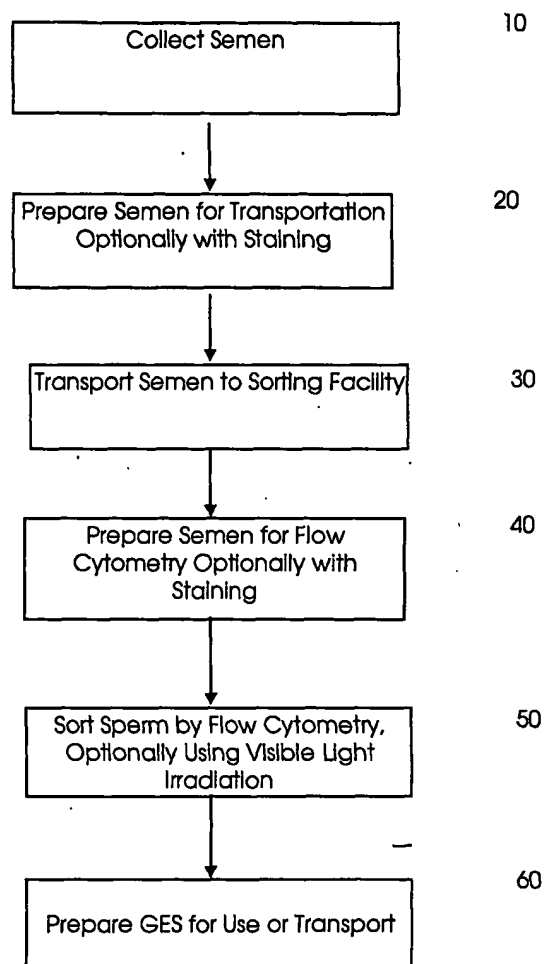 10
Collect Semen
20
Prepare Semen for Transportation
Optionally with Staining
30
Transport Semen to Sorting Facility
40
Prepare Semen for Flow
Cytometry Optionally with
Staining
50
Sort Sperm by Flow Cytometry,
Optionally Using Visible Light
Irradiation
60
Prepare GES for Use or Transport